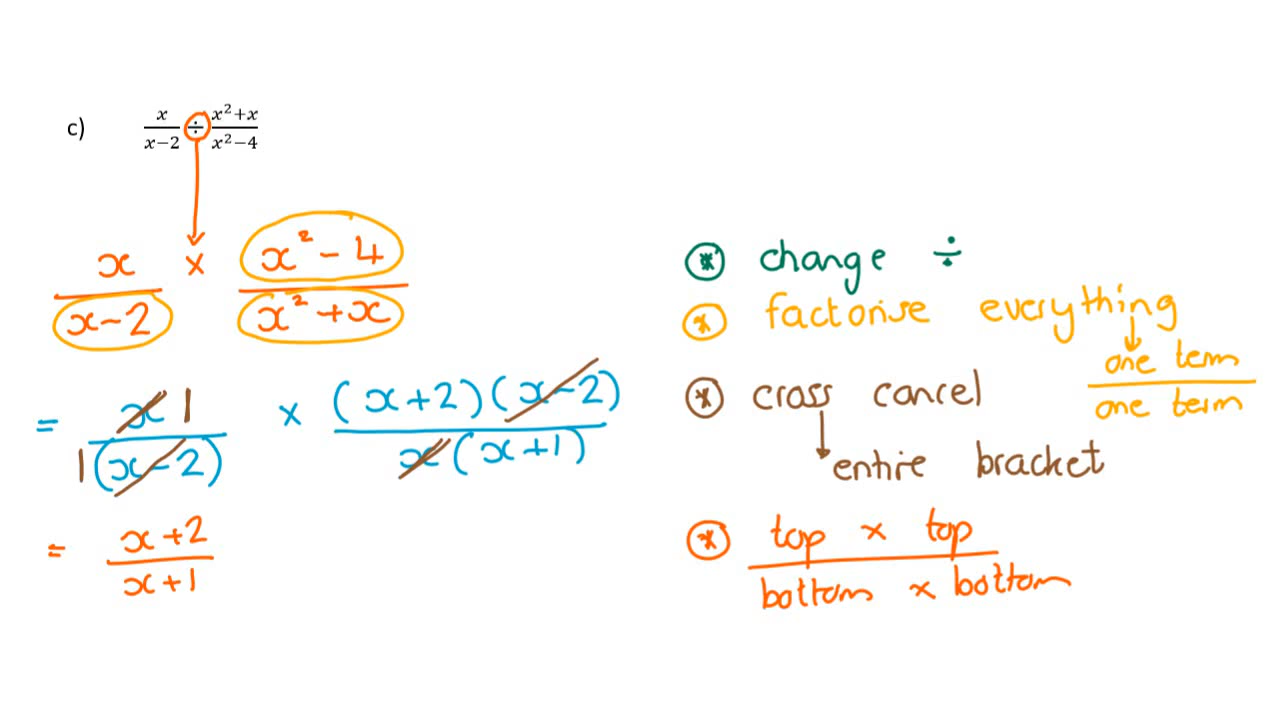 c) x/x−2 ÷ x²+x/x²−4
x/x−2 × x²−4/x²+x
= x 1/1(x−2) × (x+2)(x−2)/x(x+1)
= x+2/x+1
* change ÷
* factorise everything
one term
one term
* cross cancel
entire bracket
* top × top
bottom × bottom